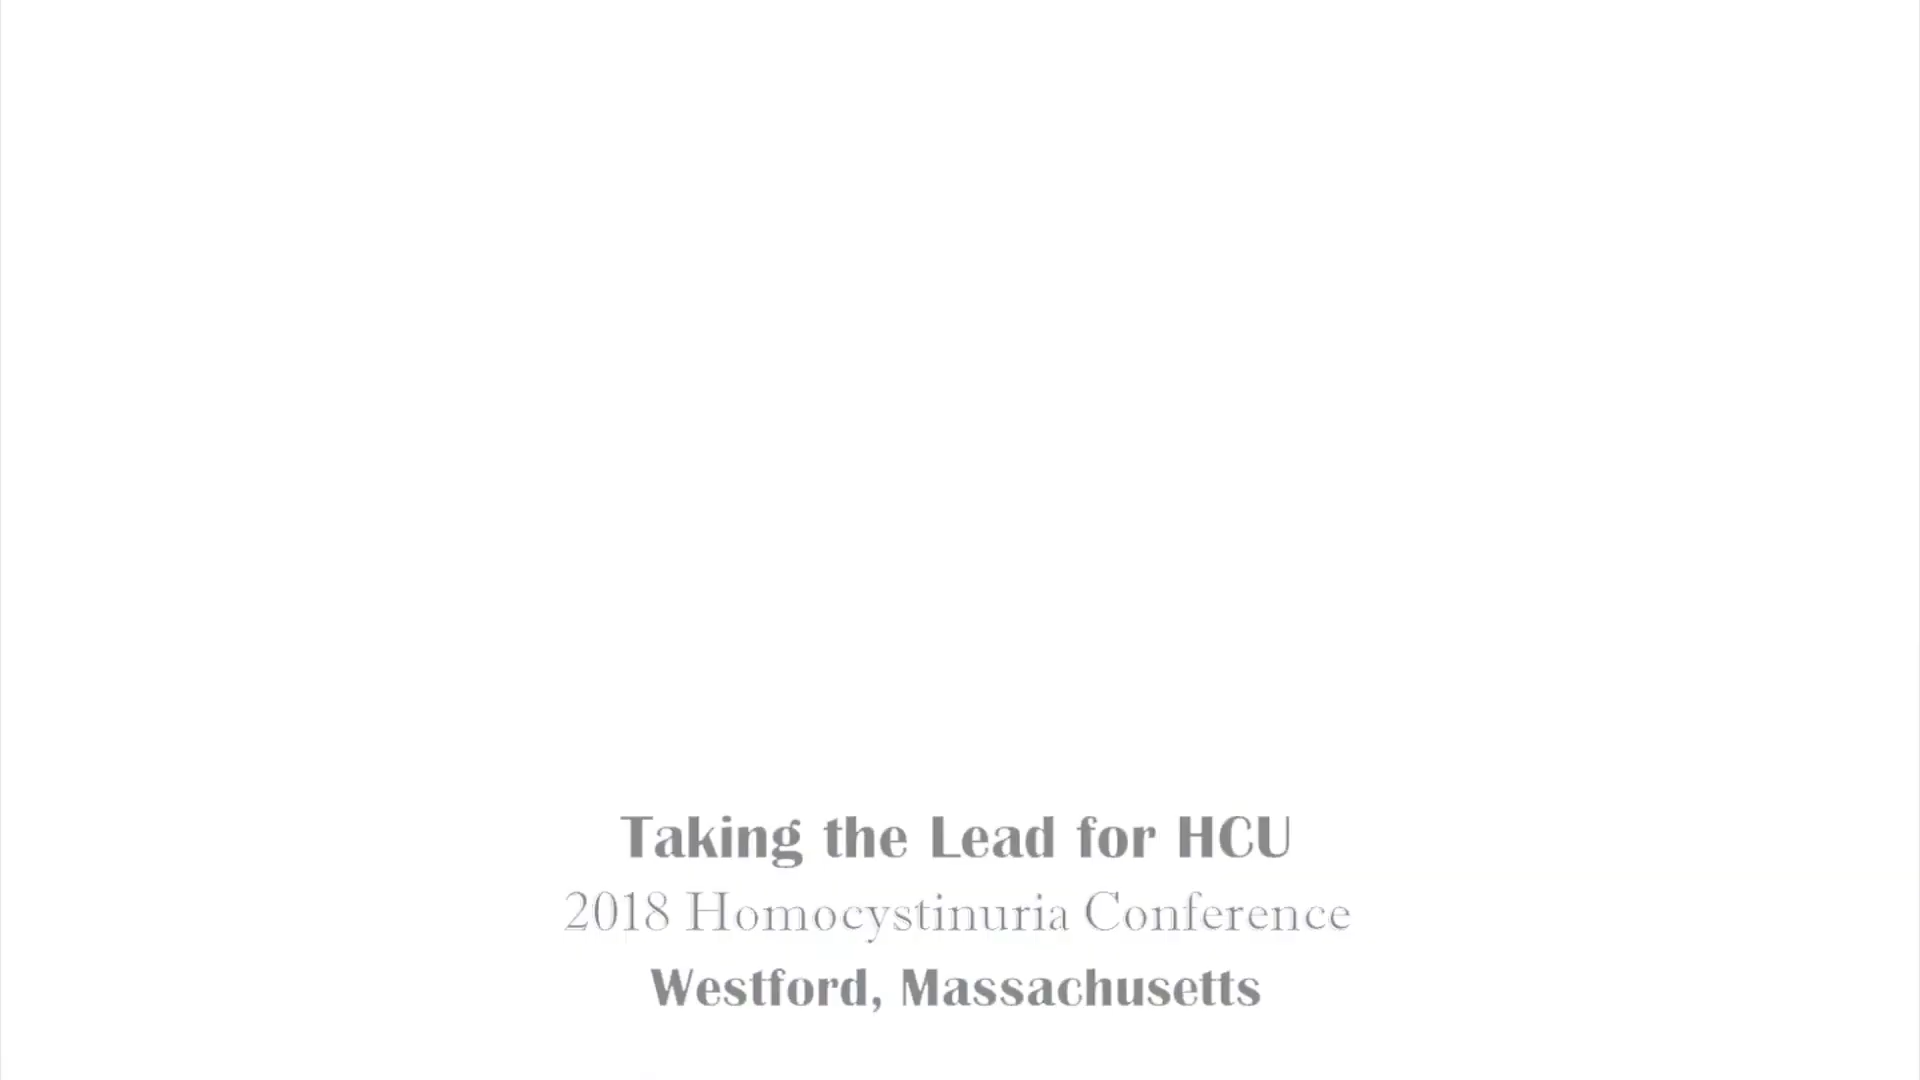 Taking the Lead for HCU
2018 Homocystinuria Conference
Westford, Massachusetts